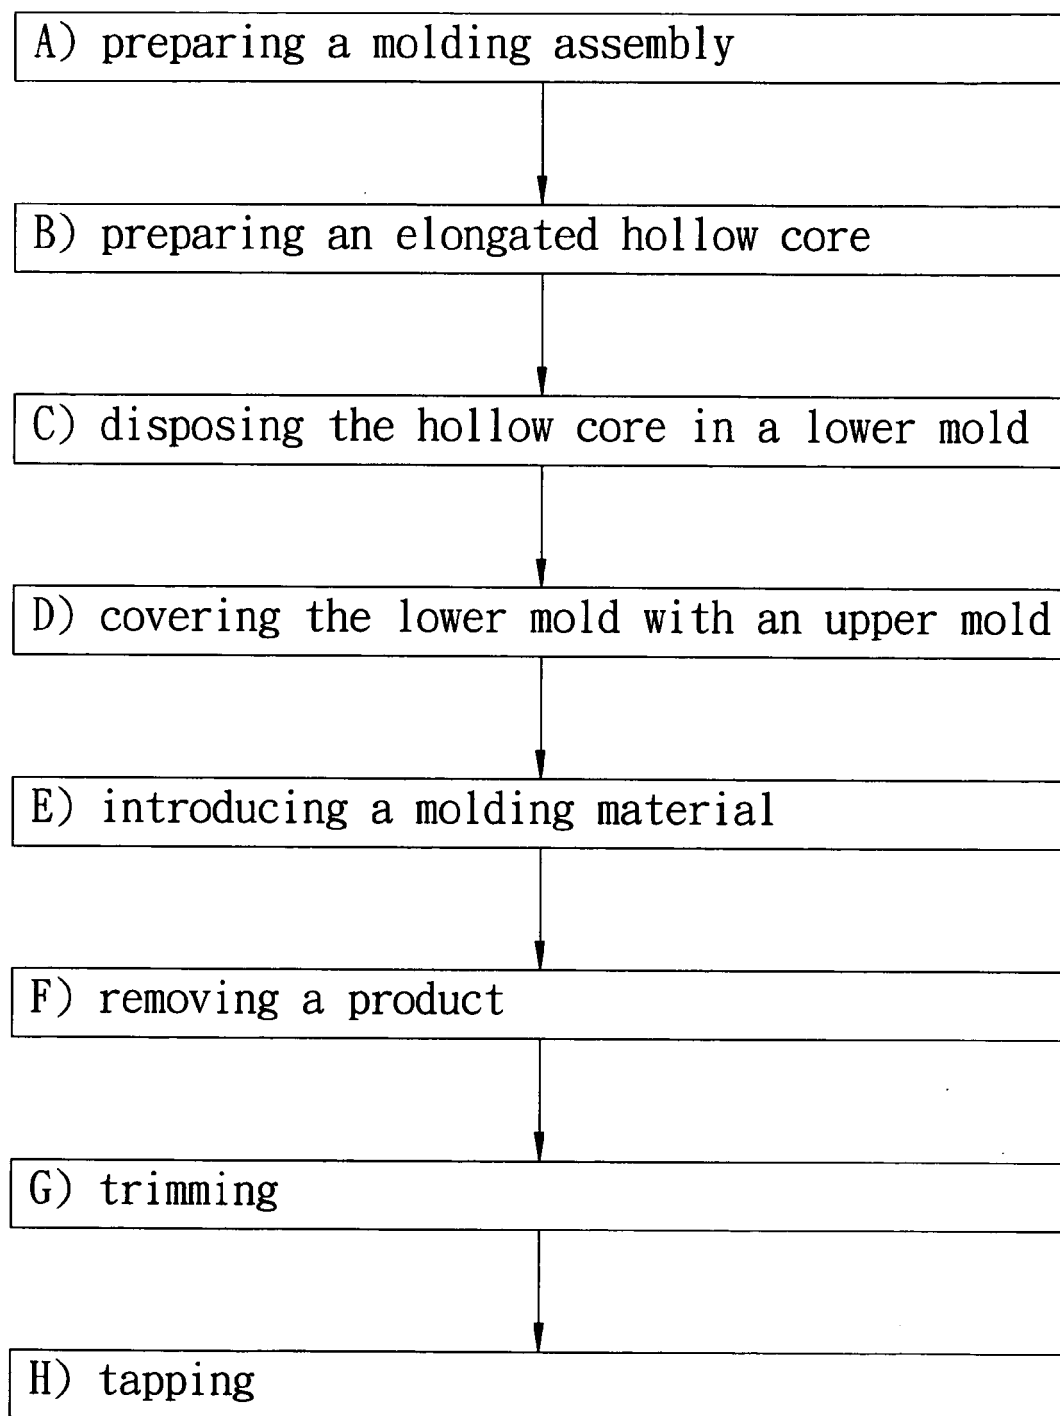 A) preparing a molding assembly
B) preparing an elongated hollow core
C) disposing the hollow core in a lower mold
D) covering the lower mold with an upper mold
E) introducing a molding material
F) removing a product
G) trimming
H) tapping